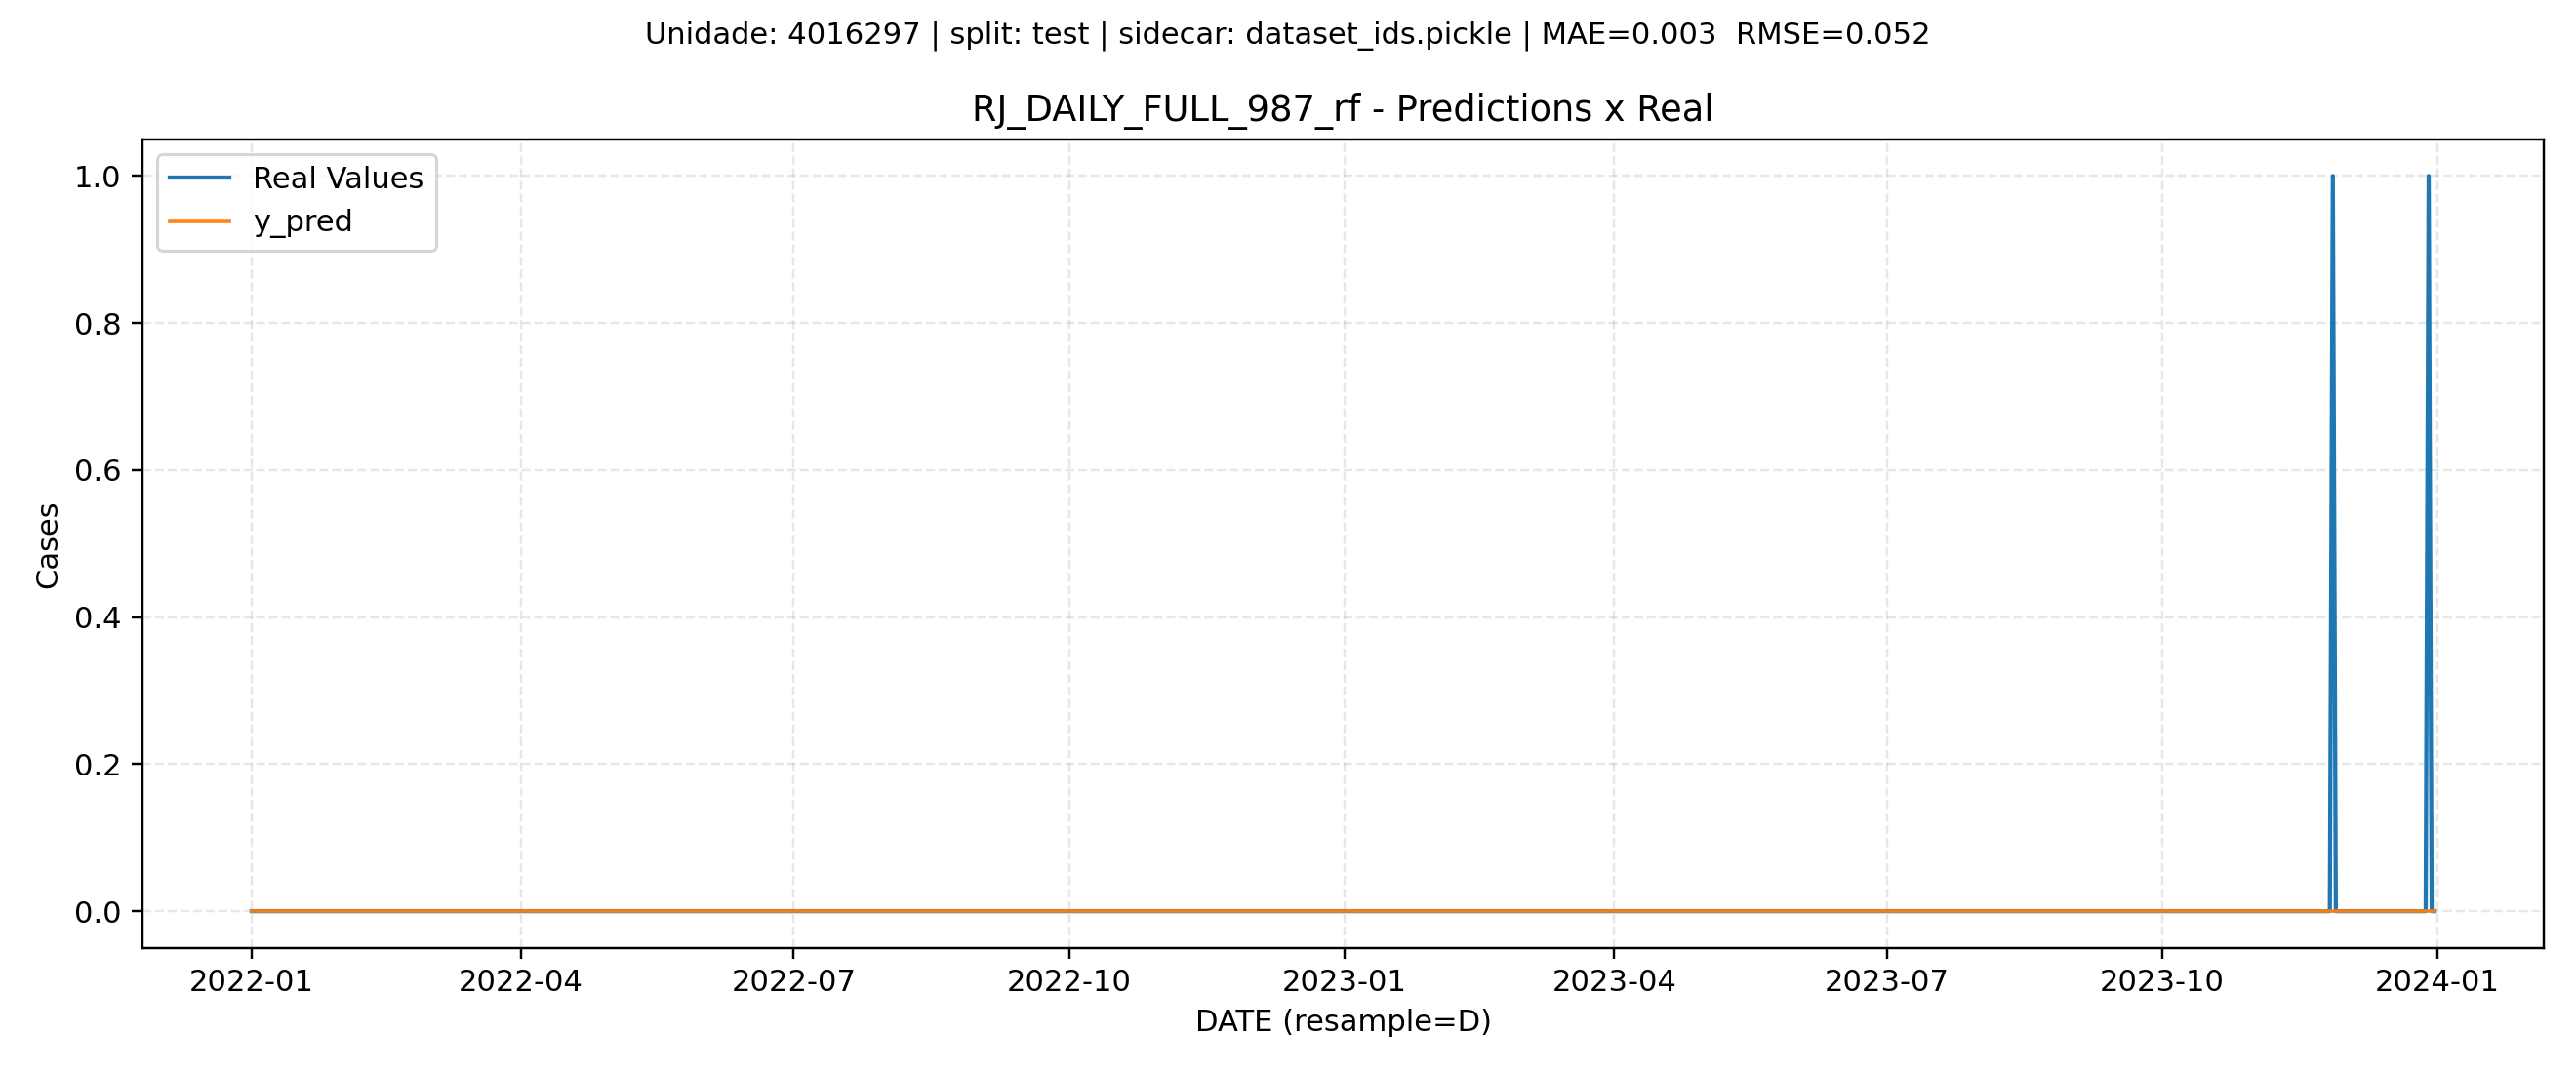 Unidade: 4016297 | split: test | sidecar: dataset_ids.pickle | MAE=0.003  RMSE=0.052
RJ_DAILY_FULL_987_rf - Predictions x Real
Real Values
y_pred
1.0
0.8
0.6
0.4
0.2
0.0
Cases
2022-01 2022-04 2022-07 2022-10 2023-01 2023-04 2023-07 2023-10 2024-01
DATE (resample=D)